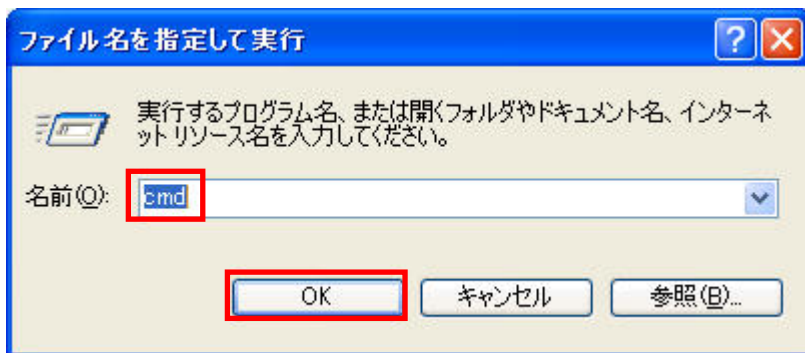 ファイル名を指定して実行
実行するプログラム名、または開くフォルダやドキュメント名、インターネ
ット リソース名を入力してください。
名前(O):
cmd
OK
キャンセル
参照(B)...